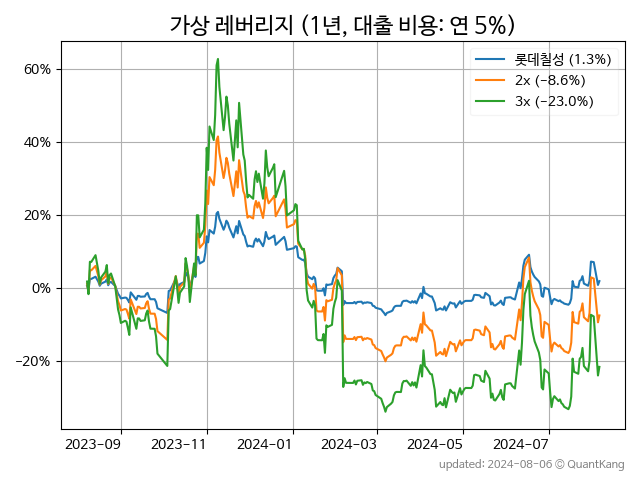 가상 레버리지 (1년, 대출 비용: 연 5%)
롯데칠성 (1.3%)
2x (−8.6%)
3x (−23.0%)
60%
40%
20%
0%
−20%
2023-09
2023-11
2024-01
2024-03
2024-05
2024-07
updated: 2024-08-06 © QuantKang